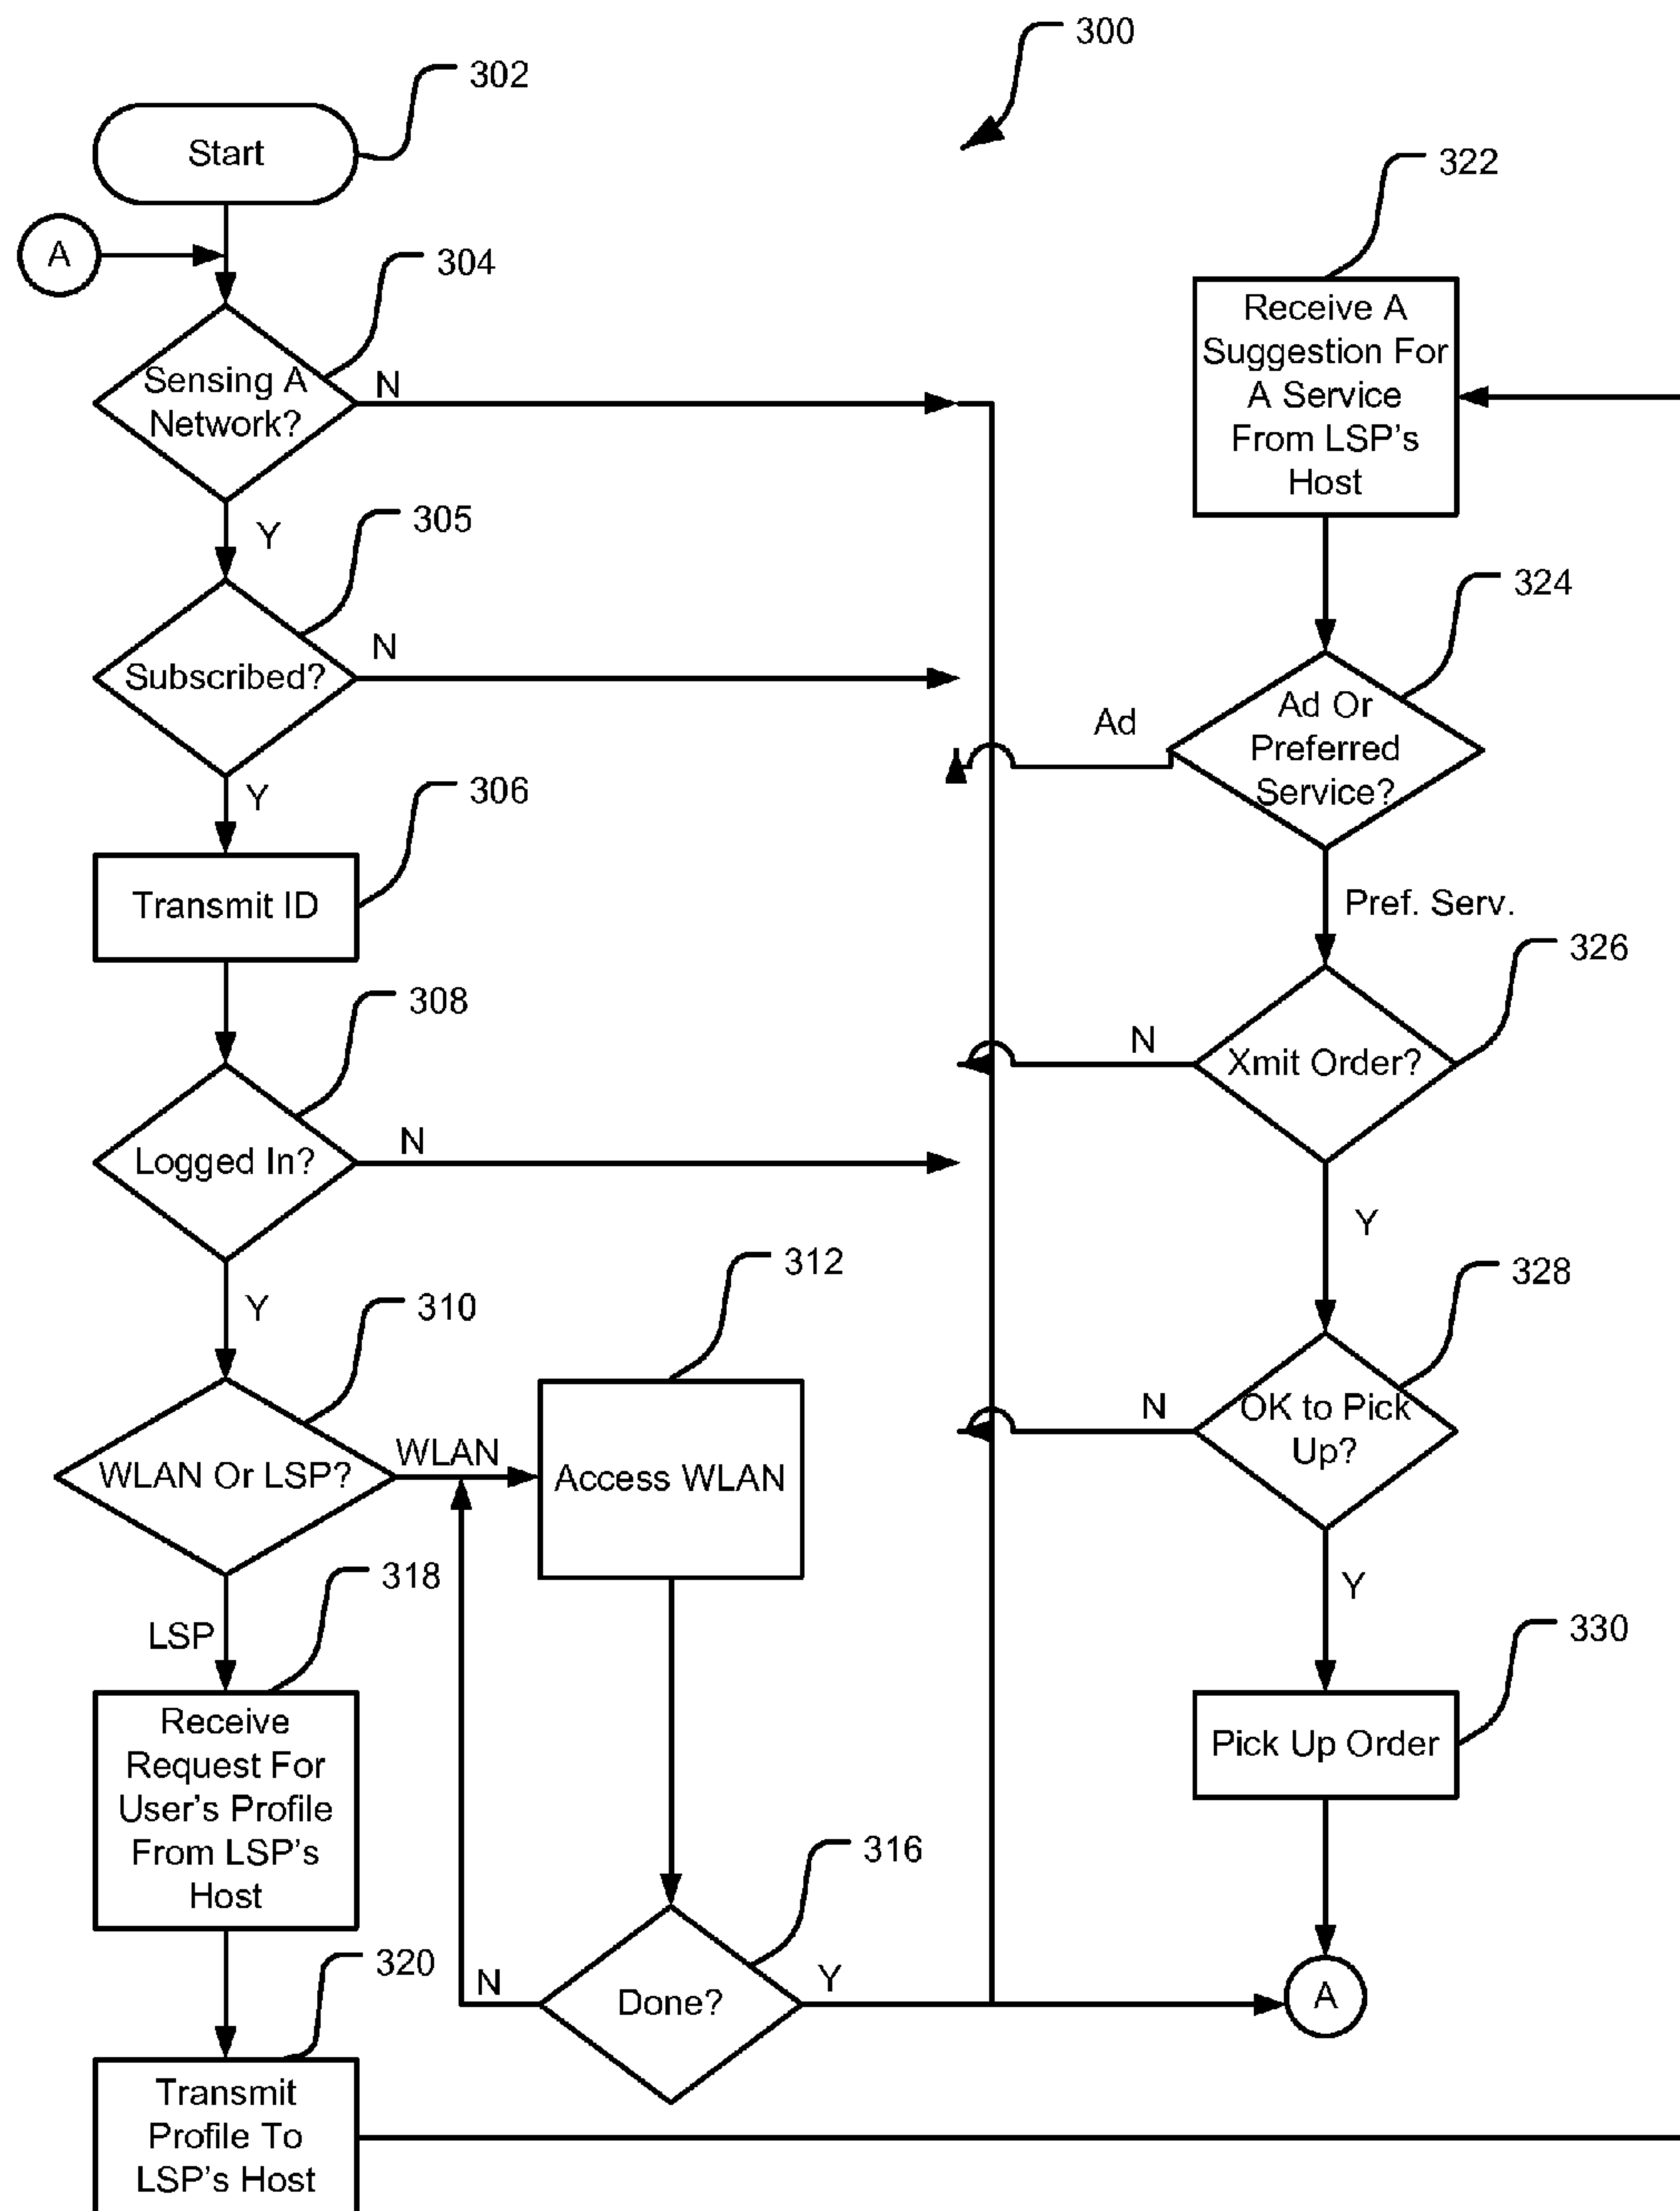 300
302
Start
A
304
Sensing A
Network?
N
Y
305
Subscribed?
N
Y
306
Transmit ID
308
Logged In?
N
Y
310
WLAN Or LSP?
WLAN
312
Access WLAN
LSP
318
Receive
Request For
User's Profile
From LSP's
Host
316
Done?
N
Y
320
Transmit
Profile To
LSP's Host
322
Receive A
Suggestion For
A Service
From LSP's
Host
324
Ad Or
Preferred
Service?
Ad
Pref. Serv.
326
Xmit Order?
N
Y
328
OK to Pick
Up?
N
Y
330
Pick Up Order
A